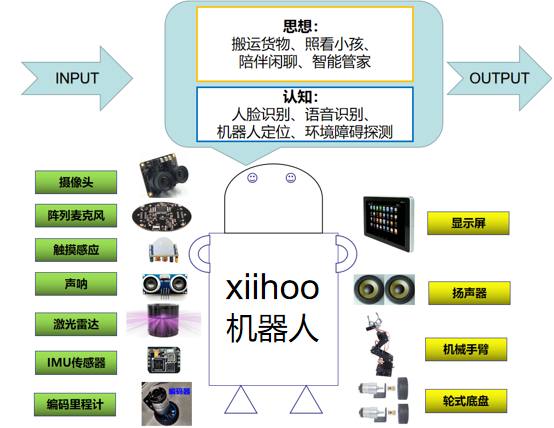 思想：
搬运货物、照看小孩、
陪伴闲聊、智能管家
INPUT
OUTPUT
认知：
人脸识别、语音识别、
机器人定位、环境障碍探测
摄像头
阵列麦克风
触摸感应
声呐
激光雷达
IMU传感器
编码里程计
编码器
xiihoo
机器人
显示屏
扬声器
机械手臂
轮式底盘